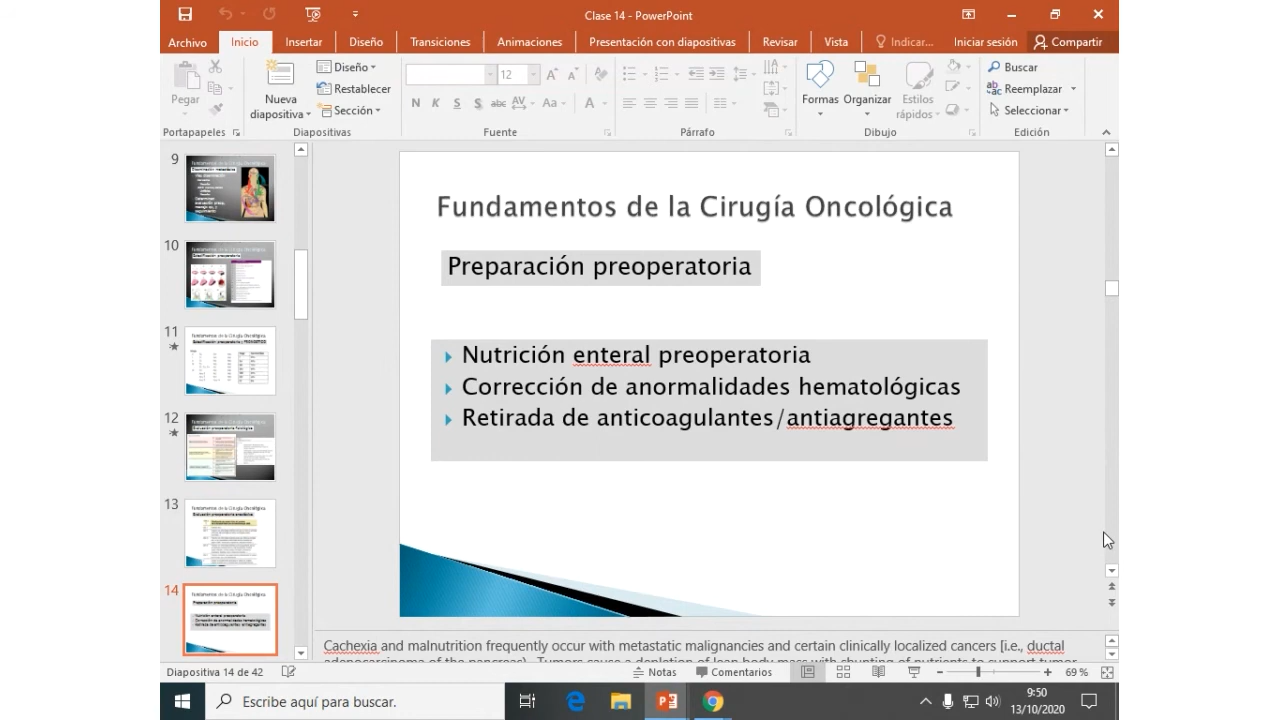 Clase 14 - PowerPoint
Archivo Inicio Insertar Diseño Transiciones Animaciones Presentación con diapositivas Revisar Vista Indicar... Iniciar sesión Compartir
Pegar
Nueva diapositiva
Diseño
Restablecer
Sección
12
N K S S abc AV Aa A
Formas
Organizar
Estilos rápidos
Buscar
Reemplazar
Seleccionar
Portapapeles Diapositivas Fuente Párrafo Dibujo Edición
9
10
11
12
13
14
Fundamentos de la Cirugía Oncológica
Preparación preoperatoria
Nutrición enteral preoperatoria
Corrección de anormalidades hematológicas
Retirada de anticoagulantes/antiagregantes
Cachexia and malnutrition frequently occur with metastatic malignancies and certain clinically localized cancers [i.e., ductal
Diapositiva 14 de 42 Notas Comentarios 69 %
Escribe aquí para buscar.
9:50
13/10/2020